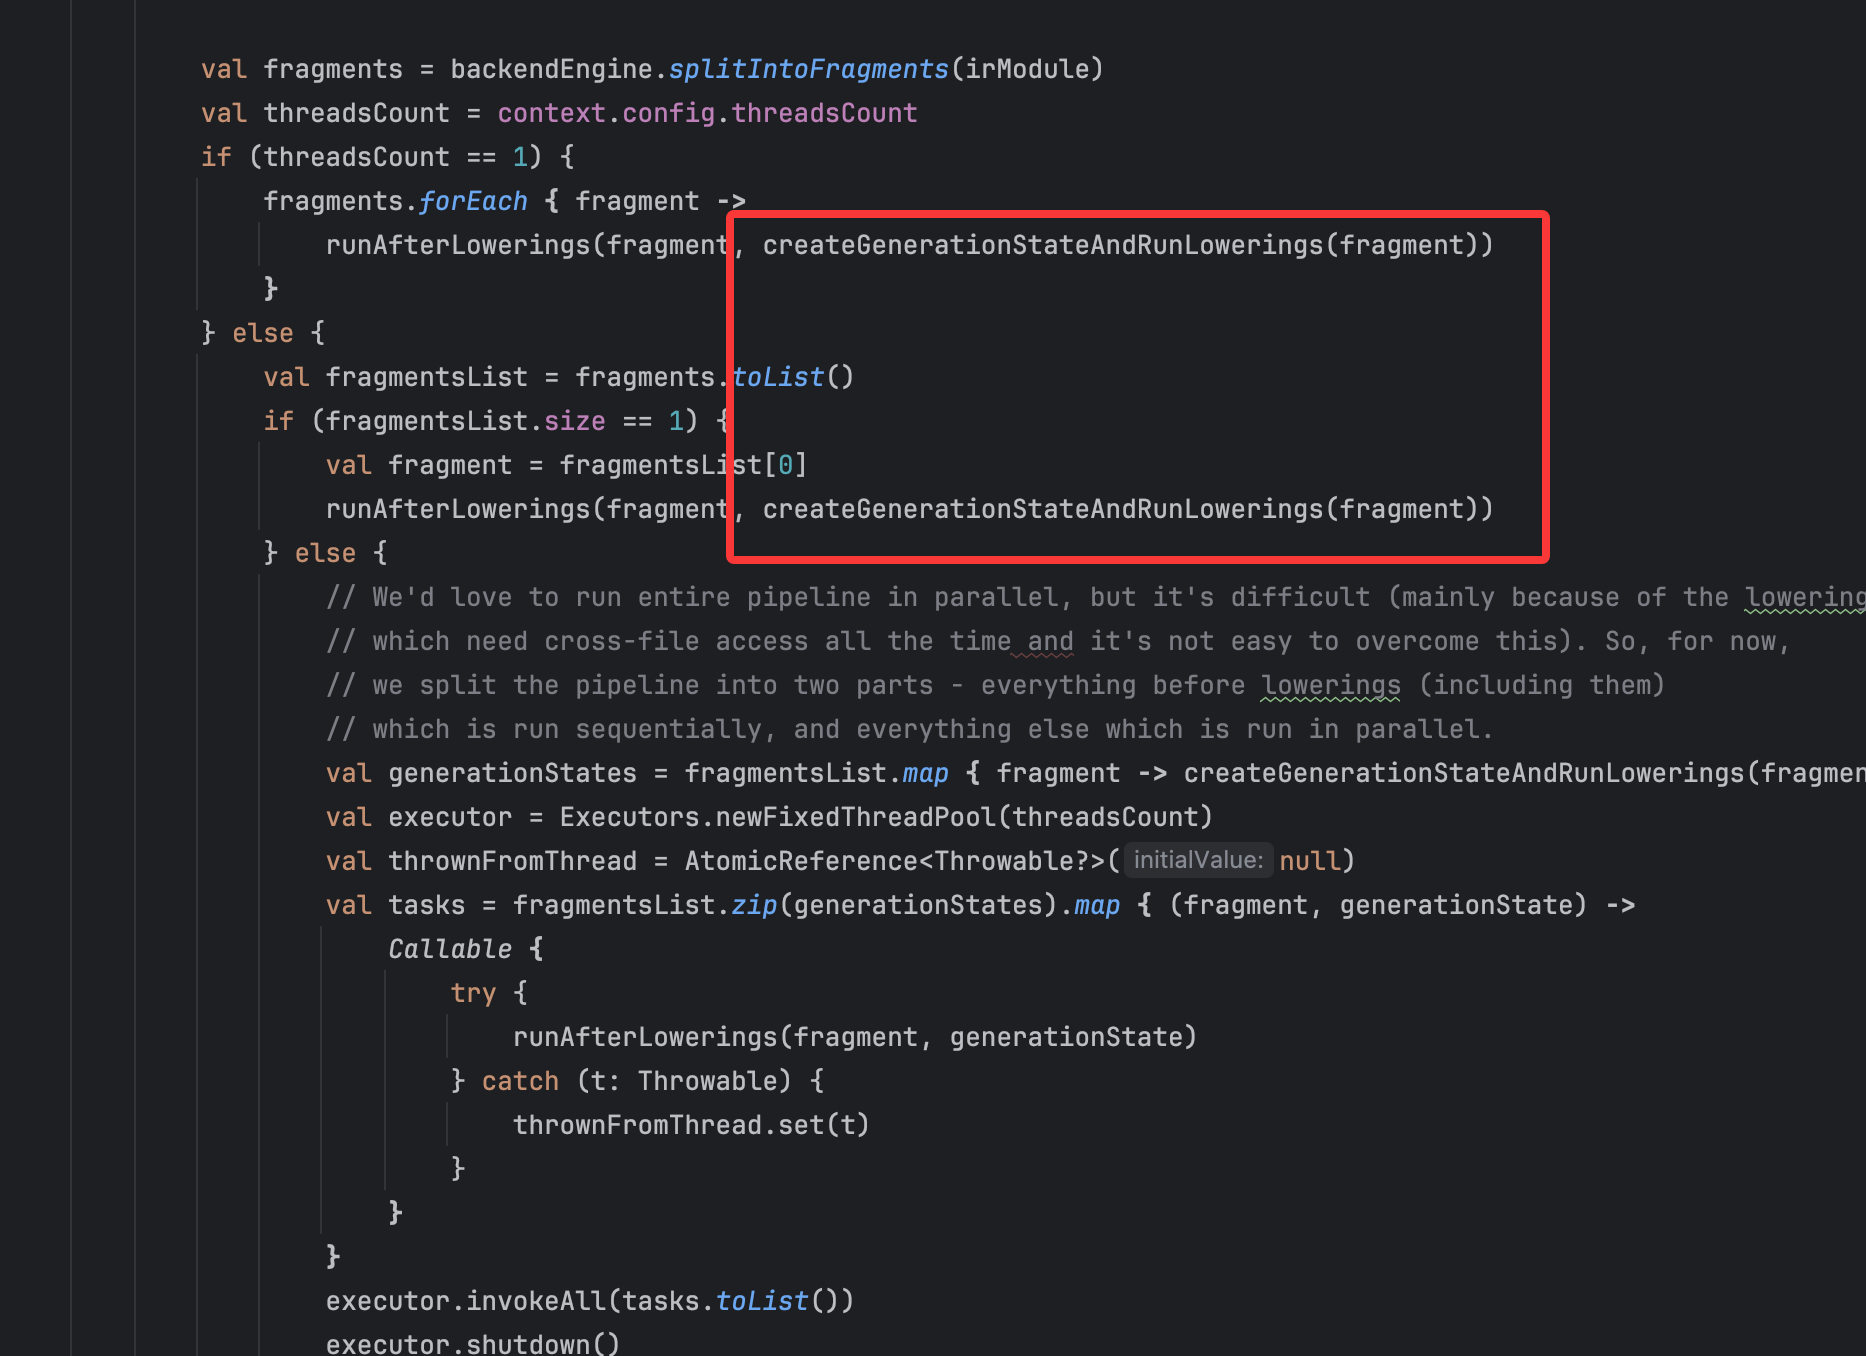 val fragments = backendEngine.splitIntoFragments(irModule)
val threadsCount = context.config.threadsCount
if (threadsCount == 1) {
fragments.forEach { fragment ->
runAfterLowerings(fragment, createGenerationStateAndRunLowerings(fragment))
}
} else {
val fragmentsList = fragments.toList()
if (fragmentsList.size == 1) {
val fragment = fragmentsList[0]
runAfterLowerings(fragment, createGenerationStateAndRunLowerings(fragment))
} else {
// We'd love to run entire pipeline in parallel, but it's difficult (mainly because of the lowering
// which need cross-file access all the time and it's not easy to overcome this). So, for now,
// we split the pipeline into two parts - everything before lowerings (including them)
// which is run sequentially, and everything else which is run in parallel.
val generationStates = fragmentsList.map { fragment -> createGenerationStateAndRunLowerings(fragmen
val executor = Executors.newFixedThreadPool(threadsCount)
val thrownFromThread = AtomicReference<Throwable?>( initialValue: null)
val tasks = fragmentsList.zip(generationStates).map { (fragment, generationState) ->
Callable {
try {
runAfterLowerings(fragment, generationState)
} catch (t: Throwable) {
thrownFromThread.set(t)
}
}
}
executor.invokeAll(tasks.toList())
executor.shutdown()